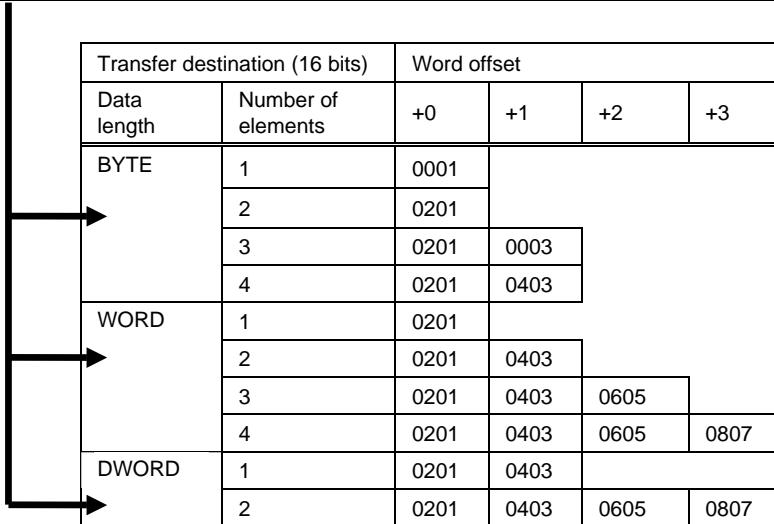 Transfer destination (16 bits) Word offset
Data length Number of elements +0 +1 +2 +3
BYTE 1 0001
2 0201
3 0201 0003
4 0201 0403
WORD 1 0201
2 0201 0403
3 0201 0403 0605
4 0201 0403 0605 0807
DWORD 1 0201 0403
2 0201 0403 0605 0807